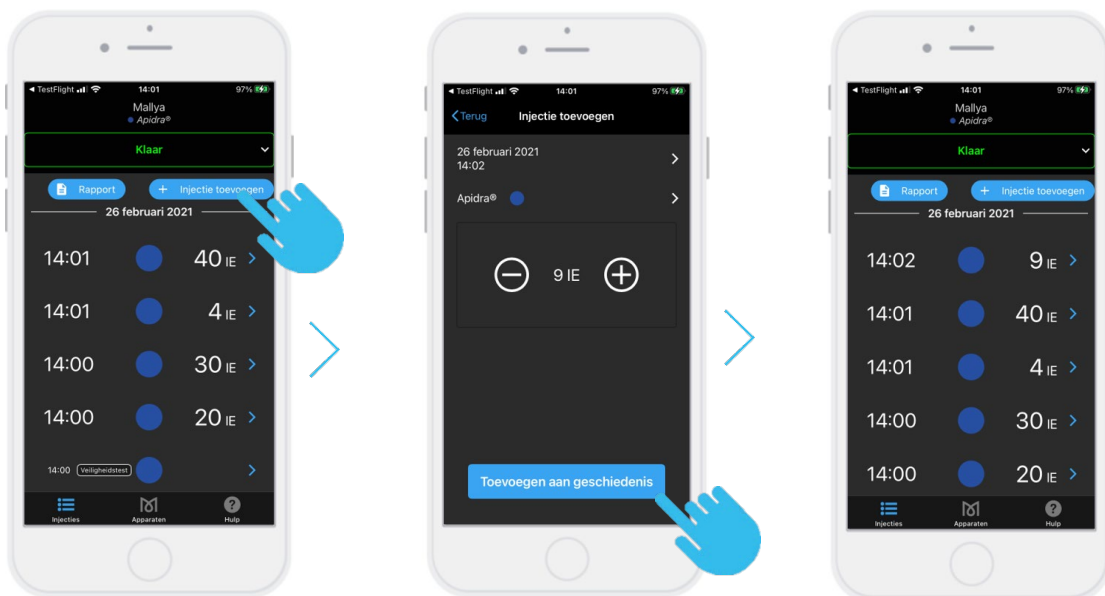 TestFlight 14:01 97%
Mallya
Apidra®
Klaar
Rapport + Injectie toevoegen
26 februari 2021
14:01 40 IE
14:01 4 IE
14:00 30 IE
14:00 20 IE
14:00 Veiligheidstest
Injecties Apparaten Hulp
TestFlight 14:01 97%
Terug Injectie toevoegen
26 februari 2021
14:02
Apidra®
9 IE
Toevoegen aan geschiedenis
TestFlight 14:01 97%
Mallya
Apidra®
Klaar
Rapport + Injectie toevoegen
26 februari 2021
14:02 9 IE
14:01 40 IE
14:01 4 IE
14:00 30 IE
14:00 20 IE
Injecties Apparaten Hulp